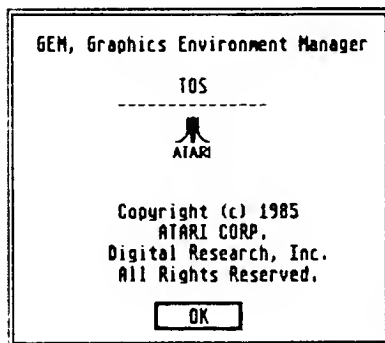 GEM, Graphics Environment Manager
TOS
--------------------
ATARI
Copyright (c) 1985
ATARI CORP.
Digital Research, Inc.
All Rights Reserved.
OK